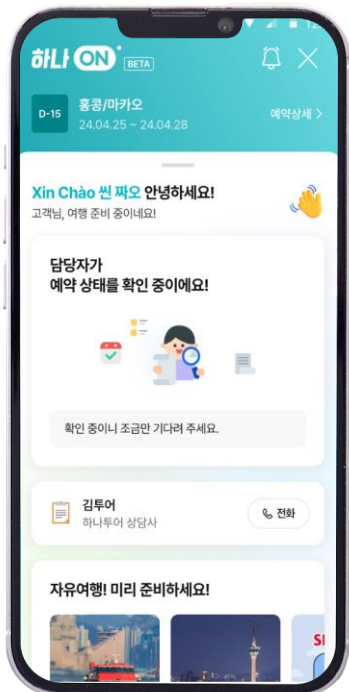 하나 ON
BETA
D-15
홍콩/마카오
24.04.25 ~ 24.04.28
예약상세 >
Xin Chào 씬 짜오 안녕하세요!
고객님, 여행 준비 중이네요!
담당자가
예약 상태를 확인 중이에요!
확인 중이니 조금만 기다려 주세요.
김투어
하나투어 상담사
전화
자유여행! 미리 준비하세요!